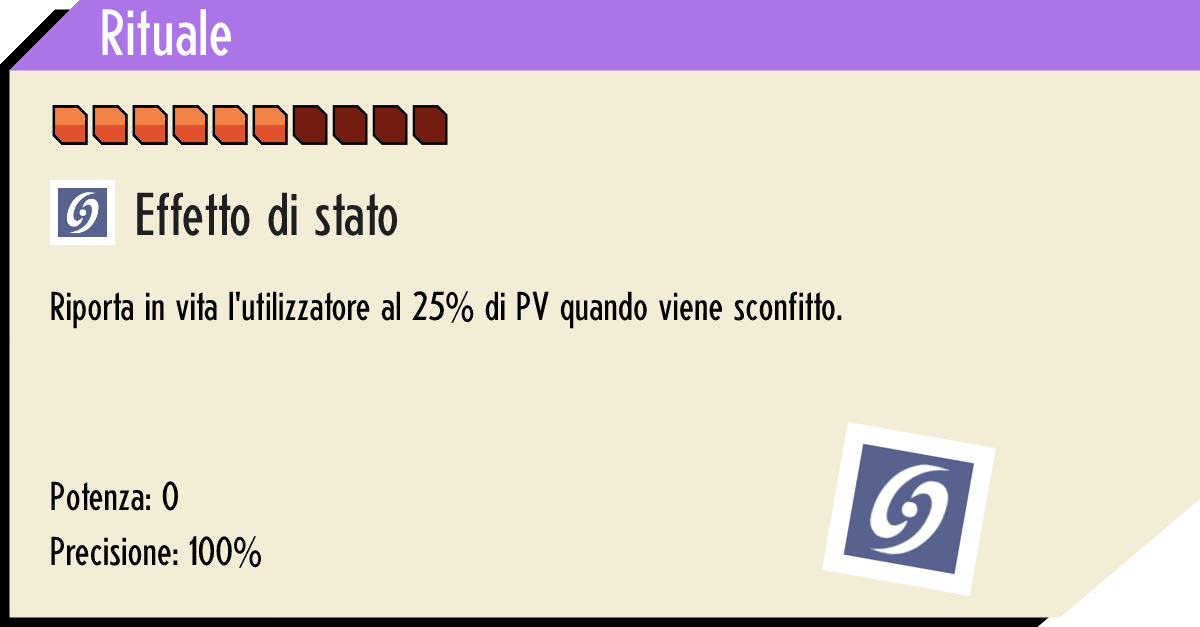 Rituale
Effetto di stato
Riporta in vita l'utilizzatore al 25% di PV quando viene sconfitto.
Potenza: 0
Precisione: 100%